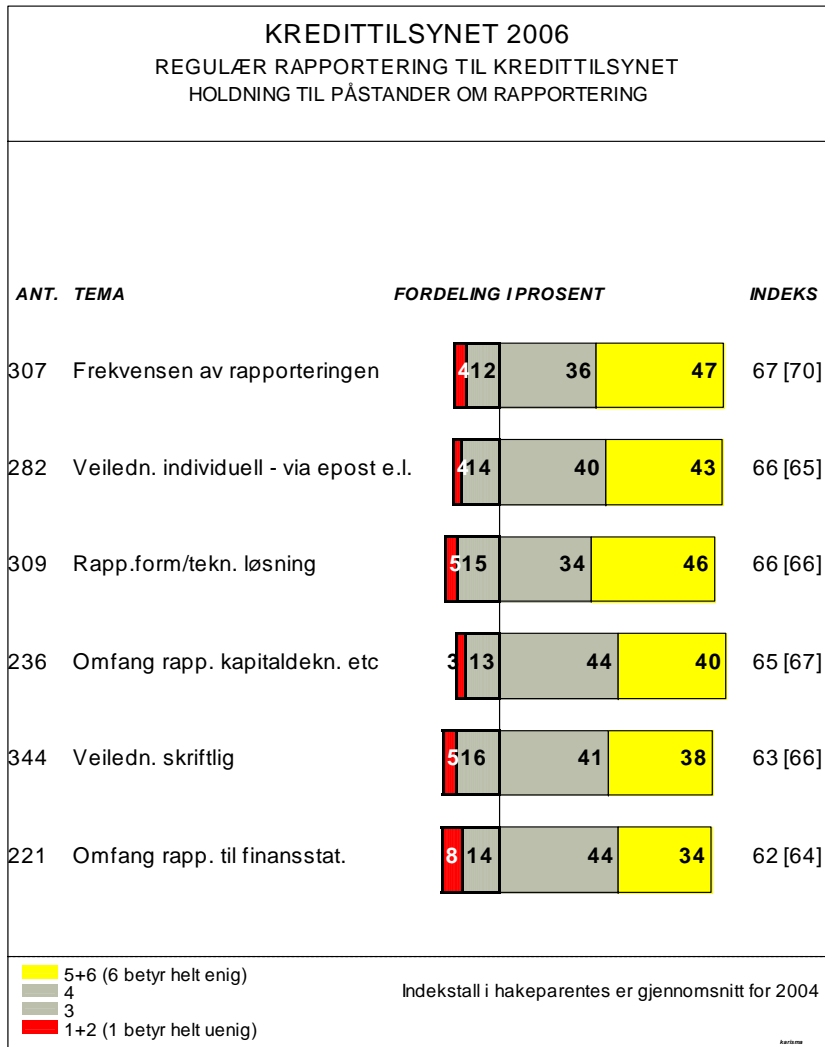 KREDITTILSYNET 2006
REGULÆR RAPPORTERING TIL KREDITTILSYNET
HOLDNING TIL PÅSTANDER OM RAPPORTERING
ANT. TEMA FORDELING I PROSENT INDEKS
307 Frekvensen av rapporteringen 4 12 36 47 67 [70]
282 Veiledn. individuell - via epost e.l. 4 14 40 43 66 [65]
309 Rapp.form/tekn. løsning 5 15 34 46 66 [66]
236 Omfang rapp. kapitaldekn. etc 3 13 44 40 65 [67]
344 Veiledn. skriftlig 5 16 41 38 63 [66]
221 Omfang rapp. til finansstat. 8 14 44 34 62 [64]
5+6 (6 betyr helt enig)
4
3
1+2 (1 betyr helt uenig)
Indekstall i hakeparentes er gjennomsnitt for 2004
karisma